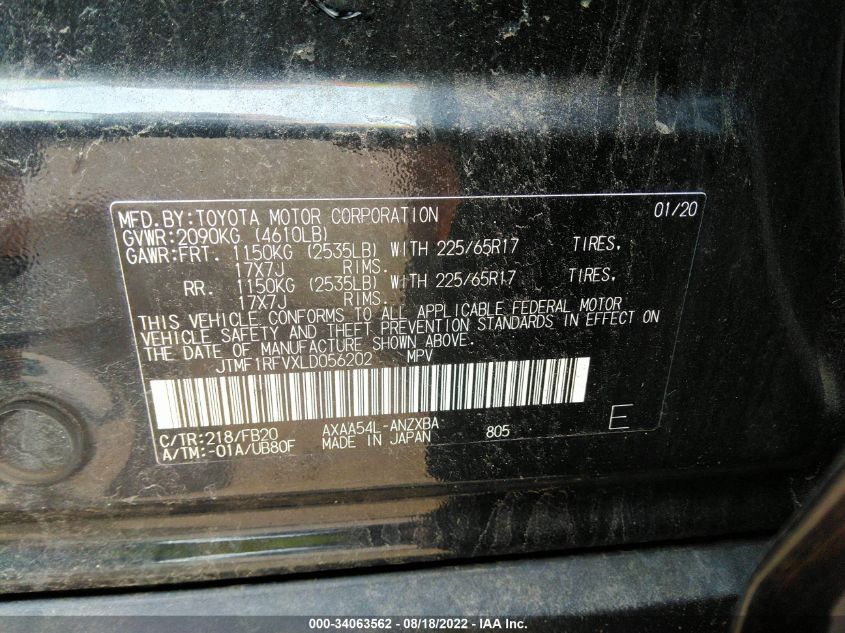 MFD.BY:TOYOTA MOTOR CORPORATION 01/20
GVWR:2090KG (4610LB)
GAWR:FRT. 1150KG (2535LB) WITH 225/65R17 TIRES,
17X7J RIMS.
RR. 1150KG (2535LB) WITH 225/65R17 TIRES,
17X7J RIMS.
THIS VEHICLE CONFORMS TO ALL APPLICABLE FEDERAL MOTOR
VEHICLE SAFETY AND THEFT PREVENTION STANDARDS IN EFFECT ON
THE DATE OF MANUFACTURE SHOWN ABOVE.
JTMF1RFVXLD056202 MPV
C/TR:218/FB20 AXAA54L-ANZXBA 805 E
A/TM:-01A/UB80F MADE IN JAPAN
000-34063562 - 08/18/2022 - IAA Inc.